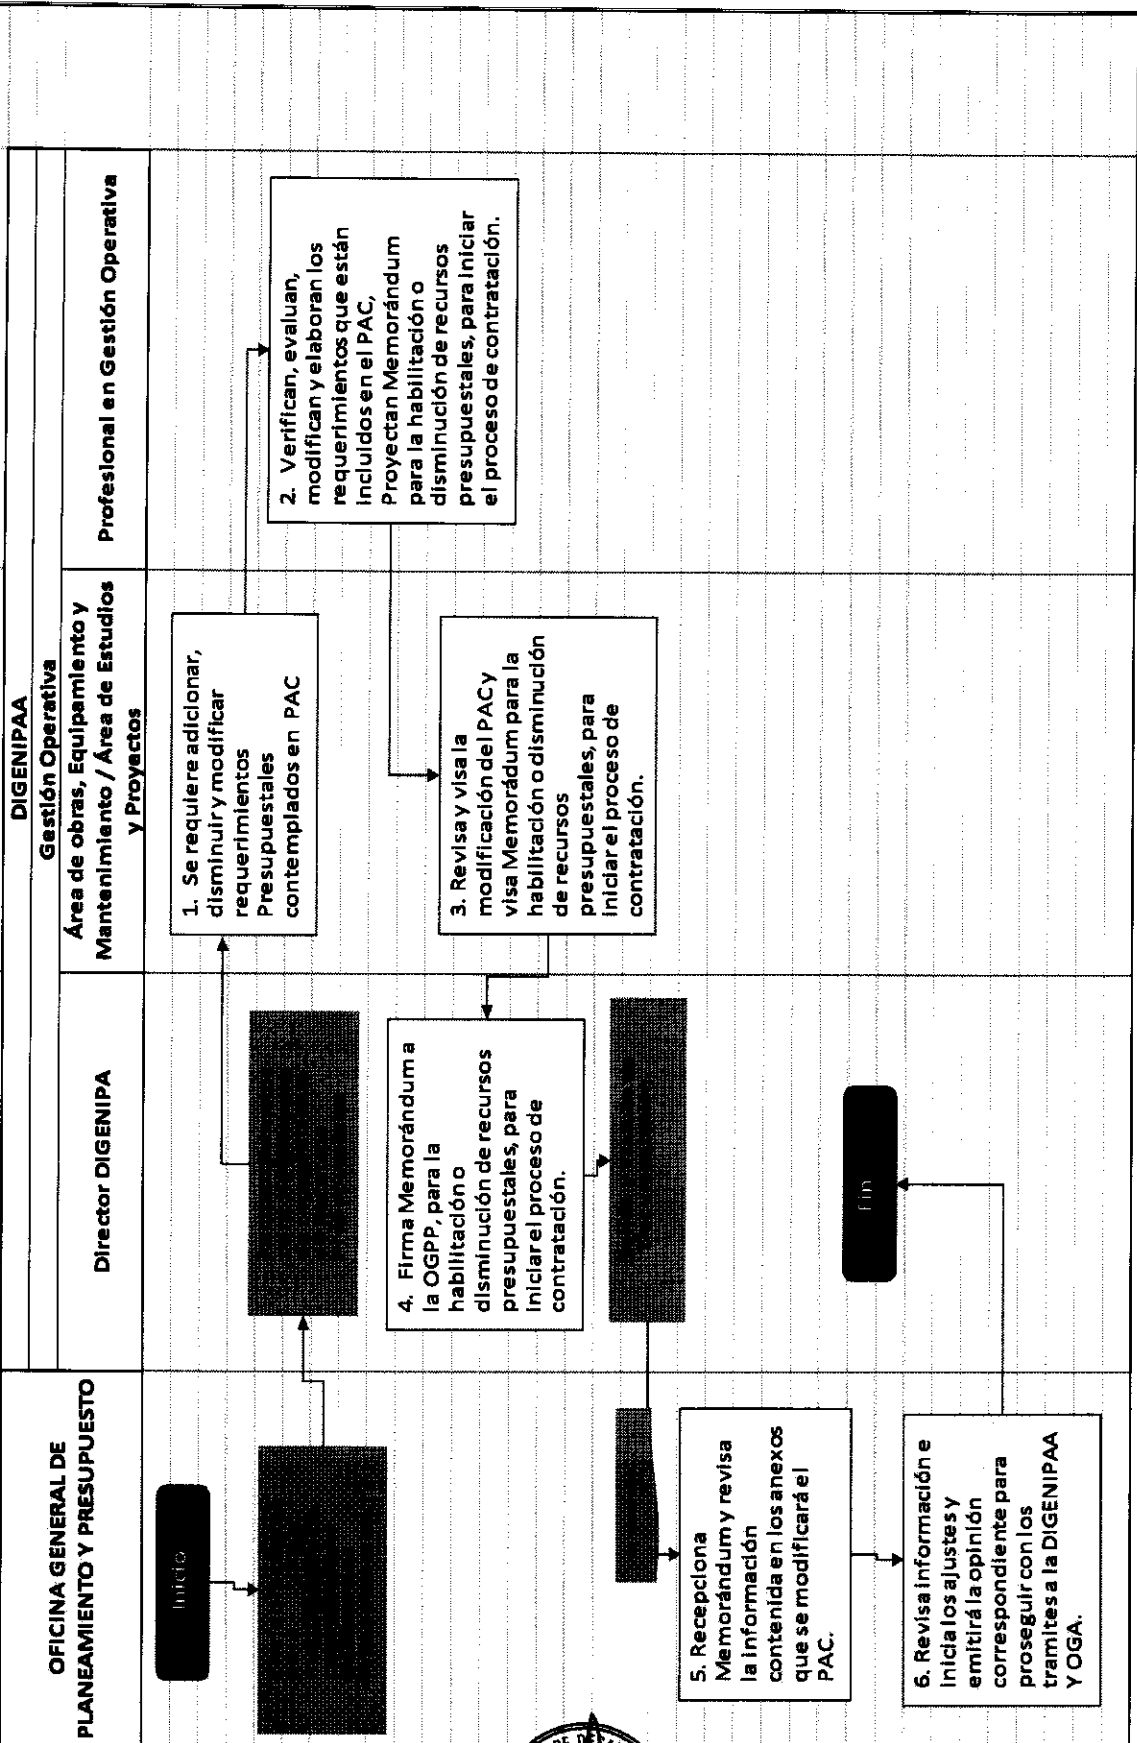 DIGENIPAA
Gestión Operativa
OFICINA GENERAL DE
PLANEAMIENTO Y PRESUPUESTO
Director DIGENIPA
Área de obras, Equipamiento y
Mantenimiento / Área de Estudios
y Proyectos
Profesional en Gestión Operativa
Inicio
1. Se requiere adicionar,
disminuir y modificar
requerimientos
Presupuestales
contemplados en PAC
2. Verifican, evaluan,
modifican y elaboran los
requerimientos que están
incluidos en el PAC,
Proyectan Memorándum
para la habilitación o
disminución de recursos
presupuestales, para iniciar
el proceso de contratación.
3. Revisa y visa la
modificación del PAC y
visa Memorádum para la
habilitación o disminución
de recursos
presupuestales, para
iniciar el proceso de
contratación.
4. Firma Memorándum a
la OGPP, para la
habilitación o
disminución de recursos
presupuestales, para
iniciar el proceso de
contratación.
5. Recepciona
Memorándum y revisa
la información
contenida en los anexos
que se modificará el
PAC.
6. Revisa información e
inicia los ajustes y
emitirá la opinión
correspondiente para
proseguir con los
tramites a la DIGENIPAA
Y OGA.
Fin